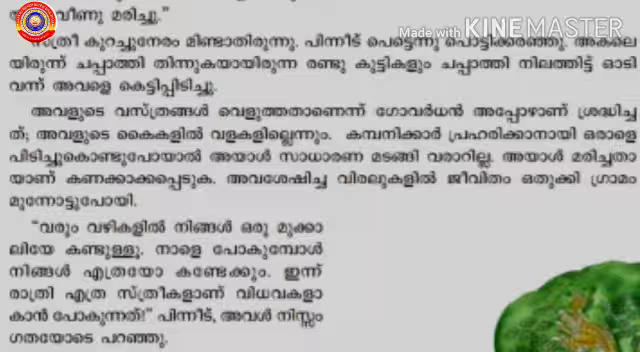 വീണു മരിച്ചു."
Made with KINEMASTER
സ്ത്രീ കുറച്ചുനേരം മിണ്ടാതിരുന്നു. പിന്നീട് പെട്ടെന്നു പൊട്ടിക്കരഞ്ഞു. അകലെ
യിരുന്ന് ചപ്പാത്തി തിന്നുകയായിരുന്ന രണ്ടു കുട്ടികളും ചപ്പാത്തി നിലത്തിട്ട് ഓടി
വന്ന് അവളെ കെട്ടിപ്പിടിച്ചു.
അവളുടെ വസ്ത്രങ്ങൾ വെളുത്തതാണെന്ന് ഗോവർധൻ അപ്പോഴാണ് ശ്രദ്ധിച്ച
ത്; അവളുടെ കൈകളിൽ വളകളില്ലെന്നും. കമ്പനിക്കാർ പ്രഹരിക്കാനായി ഒരാളെ
പിടിച്ചുകൊണ്ടുപോയാൽ അയാൾ സാധാരണ മടങ്ങി വരാറില്ല. അയാൾ മരിച്ചതാ
യാണ് കണക്കാക്കപ്പെടുക. അവശേഷിച്ച വിരലുകളിൽ ജീവിതം ഒതുക്കി ഗ്രാമം
മുന്നോട്ടുപോയി.
"വരും വഴികളിൽ നിങ്ങൾ ഒരു മുക്കാ
ലിയേ കണ്ടുള്ളൂ. നാളെ പോകുമ്പോൾ
നിങ്ങൾ എത്രയോ കണ്ടേക്കും. ഇന്ന്
രാത്രി എത്ര സ്ത്രീകളാണ് വിധവകളാ
കാൻ പോകുന്നത്!" പിന്നീട്, അവൾ നിസ്സം
ഗതയോടെ പറഞ്ഞു.